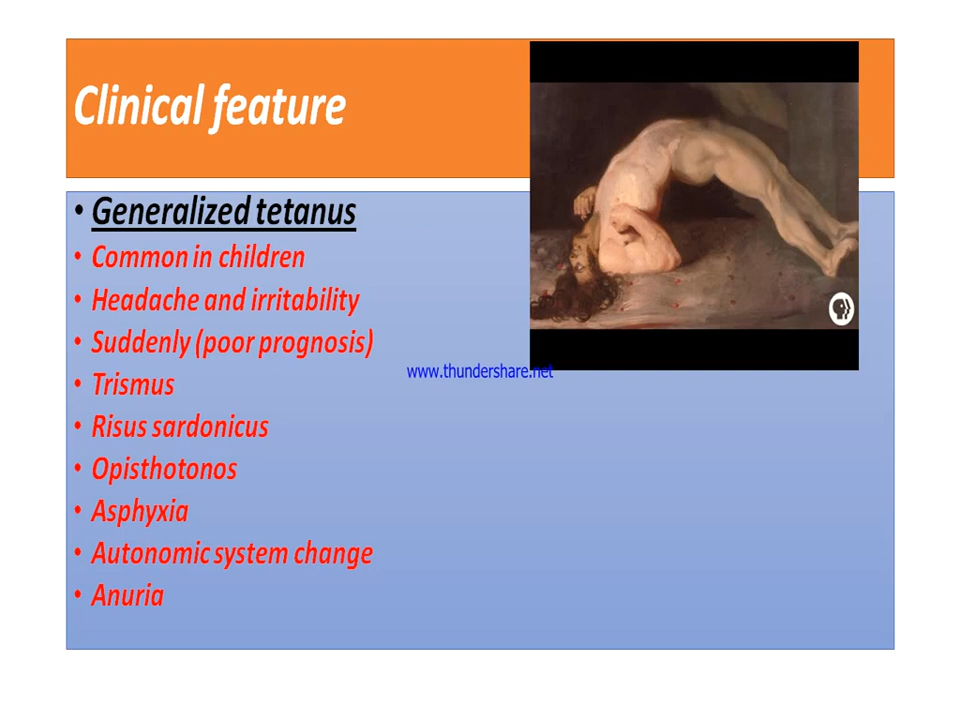 Clinical feature
• Generalized tetanus
• Common in children
• Headache and irritability
• Suddenly (poor prognosis)
www.thundershare.net
• Trismus
• Risus sardonicus
• Opisthotonos
• Asphyxia
• Autonomic system change
• Anuria